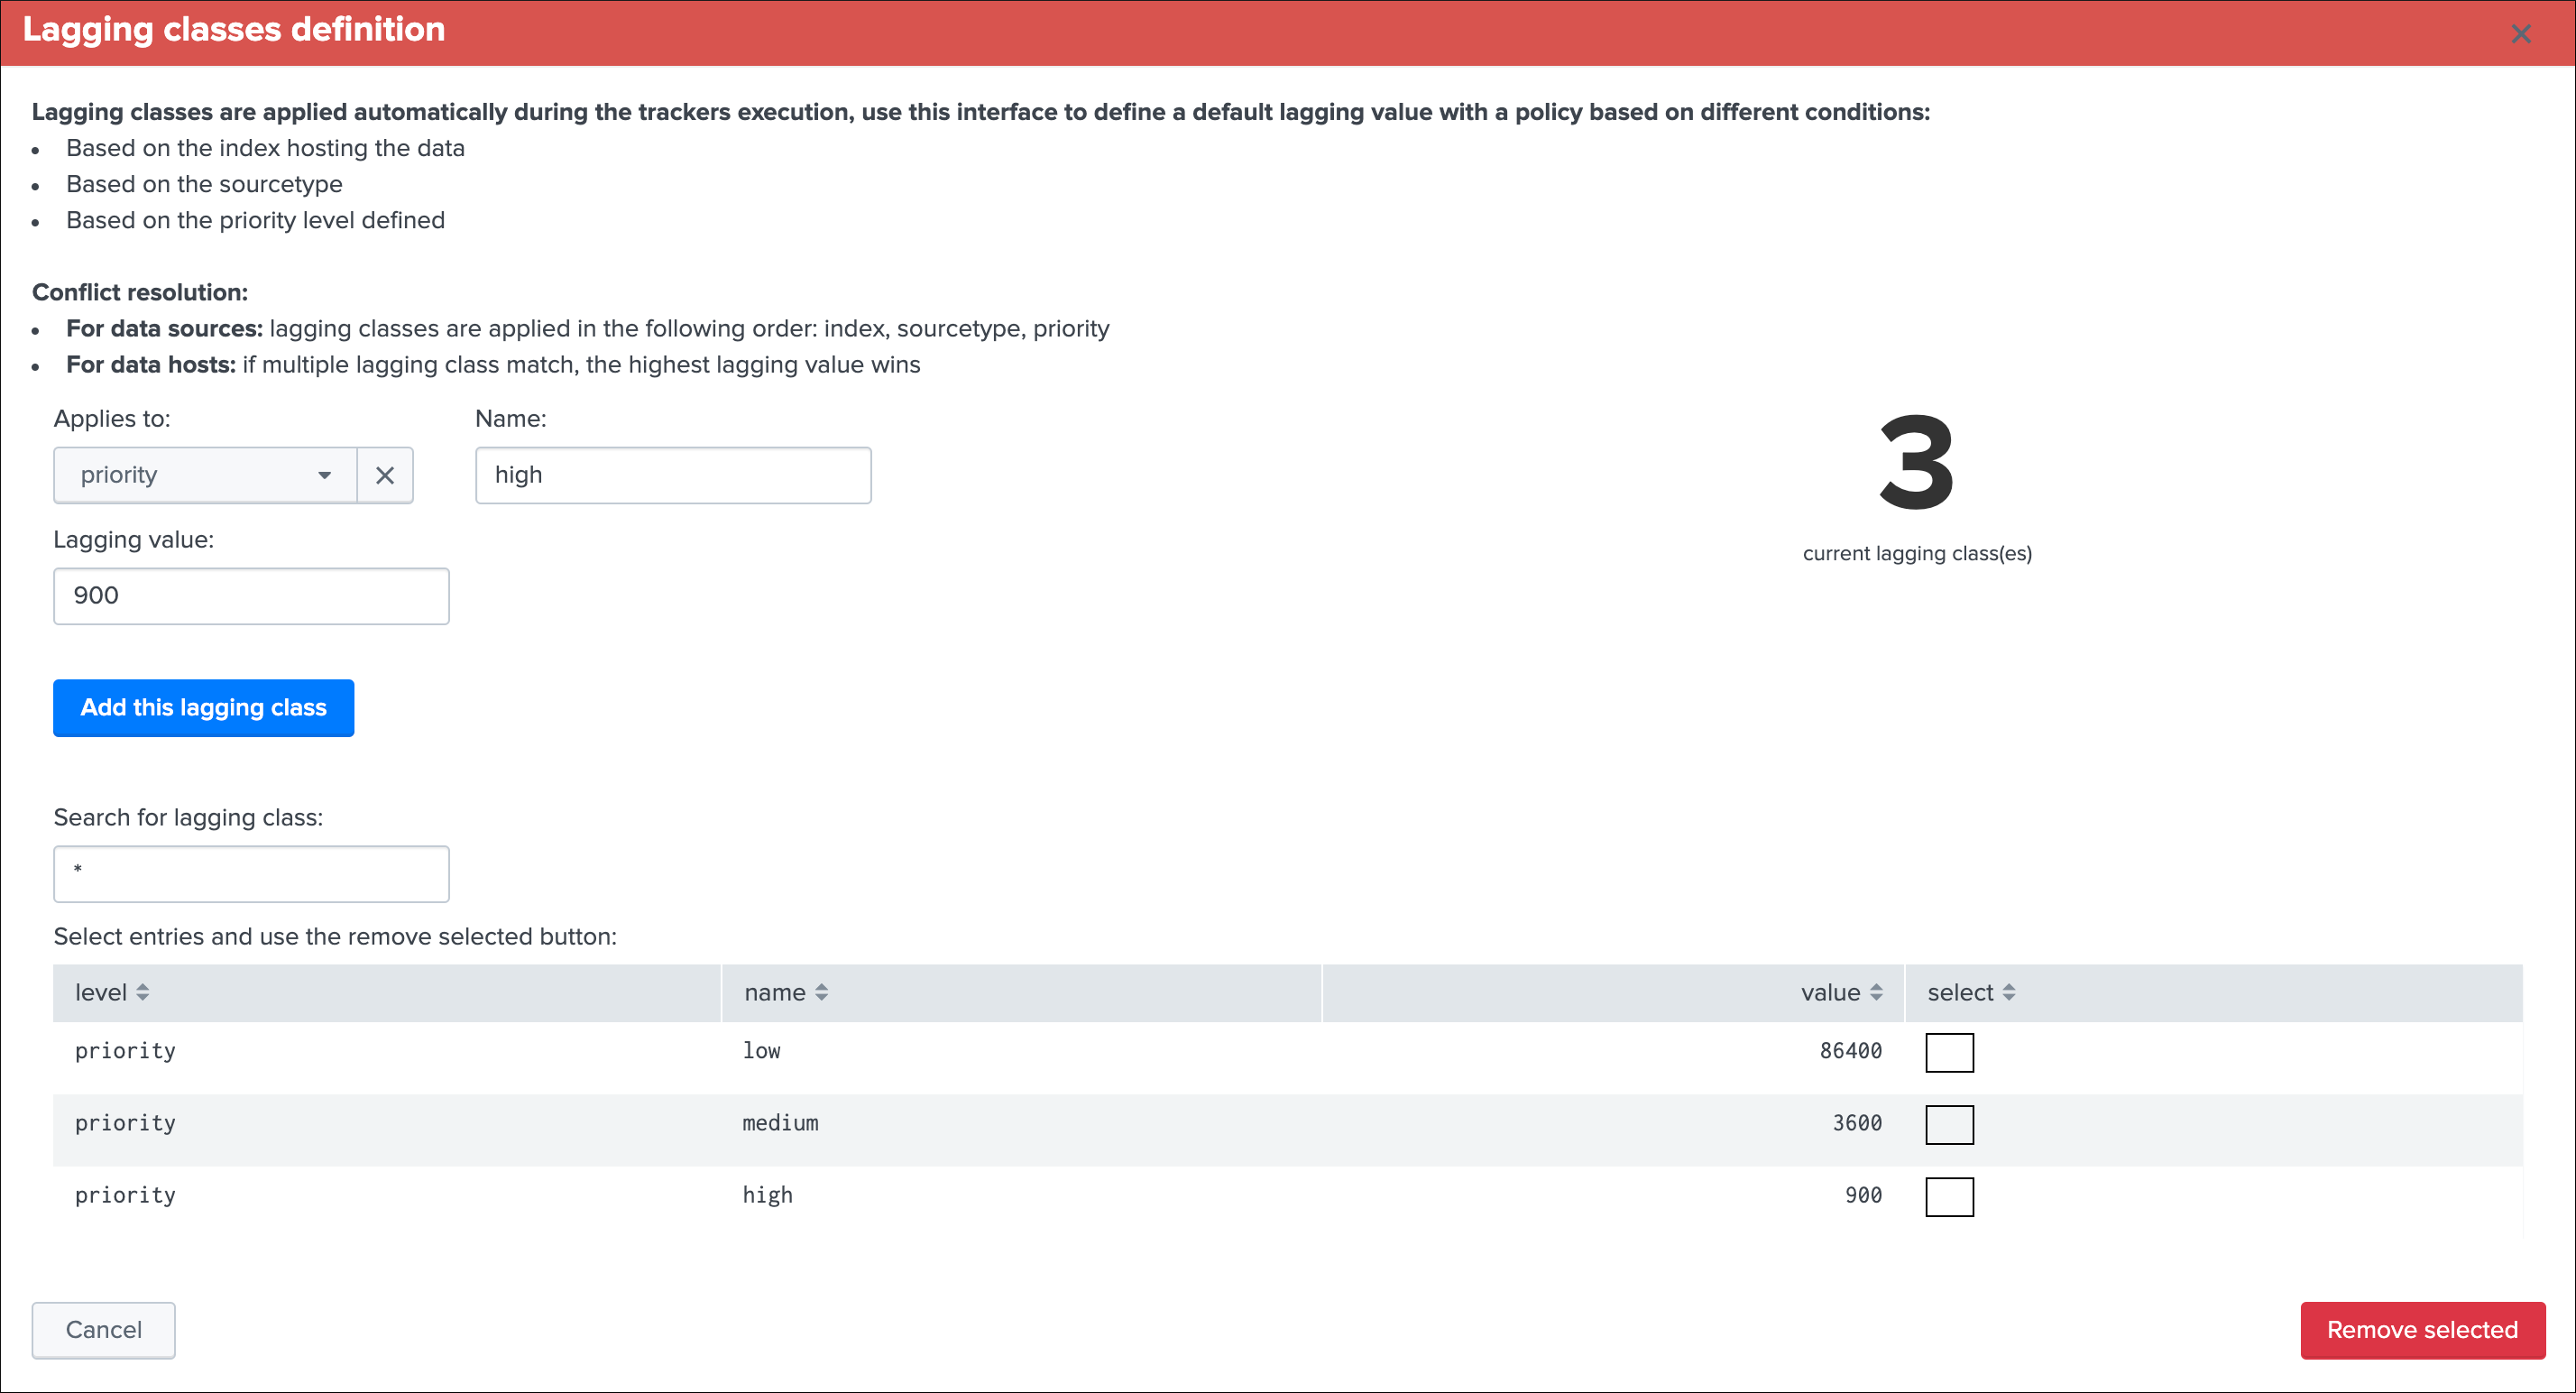 Lagging classes definition
Lagging classes are applied automatically during the trackers execution, use this interface to define a default lagging value with a policy based on different conditions:
• Based on the index hosting the data
• Based on the sourcetype
• Based on the priority level defined
Conflict resolution:
• For data sources: lagging classes are applied in the following order: index, sourcetype, priority
• For data hosts: if multiple lagging class match, the highest lagging value wins
Applies to: Name:
priority high
3
current lagging class(es)
Lagging value:
900
Add this lagging class
Search for lagging class:
*
Select entries and use the remove selected button:
level name value select
priority low 86400
priority medium 3600
priority high 900
Cancel Remove selected